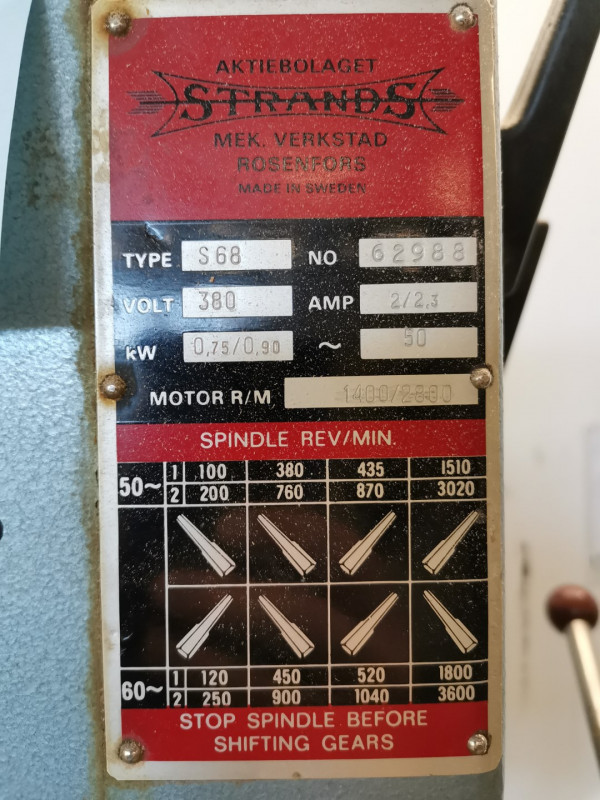 AKTIEBOLAGET
STRANDS
MEK. VERKSTAD
ROSENFORS
MADE IN SWEDEN
TYPE S68 NO 62988
VOLT 380 AMP 2/2,3
kW 0,75/0,90 ~ 50
MOTOR R/M 1400/2800
SPINDLE REV/MIN.
50~ 1 100 380 435 1510
2 200 760 870 3020
60~ 1 120 450 520 1800
2 250 900 1040 3600
STOP SPINDLE BEFORE
SHIFTING GEARS